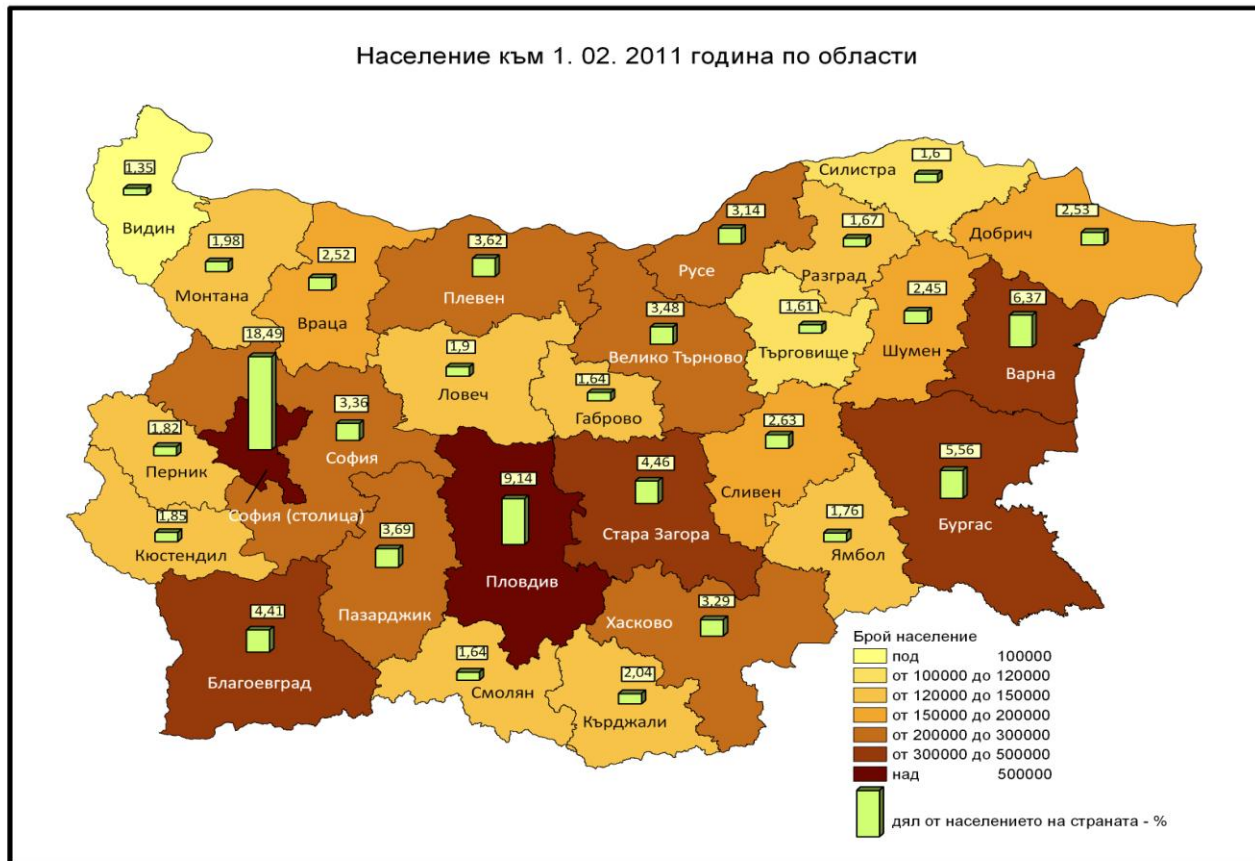 Население към 1. 02. 2011 година по области
1,35
Видин
1,98
Монтана
2,52
Враца
3,62
Плевен
3,48
Велико Търново
3,14
Русе
1,6
Силистра
1,67
Разград
2,53
Добрич
1,61
Търговище
2,45
Шумен
6,37
Варна
18,49
София (столица)
3,36
София
1,9
Ловеч
1,64
Габрово
1,82
Перник
1,85
Кюстендил
3,69
Пазарджик
9,14
Пловдив
4,46
Стара Загора
2,63
Сливен
1,76
Ямбол
5,56
Бургас
4,41
Благоевград
1,64
Смолян
2,04
Кърджали
3,29
Хасково
Брой население
под 100000
от 100000 до 120000
от 120000 до 150000
от 150000 до 200000
от 200000 до 300000
от 300000 до 500000
над 500000
дял от населението на страната - %